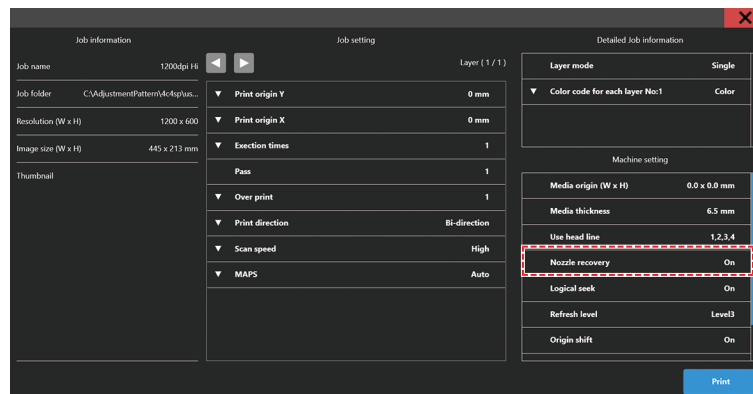 Job information
Job name 1200dpi Hi
Job folder C:\AdjustmentPattern\4c4sp\us...
Resolution (W x H) 1200 x 600
Image size (W x H) 445 x 213 mm
Thumbnail
Job setting
Layer ( 1 / 1 )
Print origin Y 0 mm
Print origin X 0 mm
Exection times 1
Pass 1
Over print 1
Print direction Bi-direction
Scan speed High
MAPS Auto
Detailed Job information
Layer mode Single
Color code for each layer No:1 Color
Machine setting
Media origin (W x H) 0.0 x 0.0 mm
Media thickness 6.5 mm
Use head line 1,2,3,4
Nozzle recovery On
Logical seek On
Refresh level Level3
Origin shift On
Print